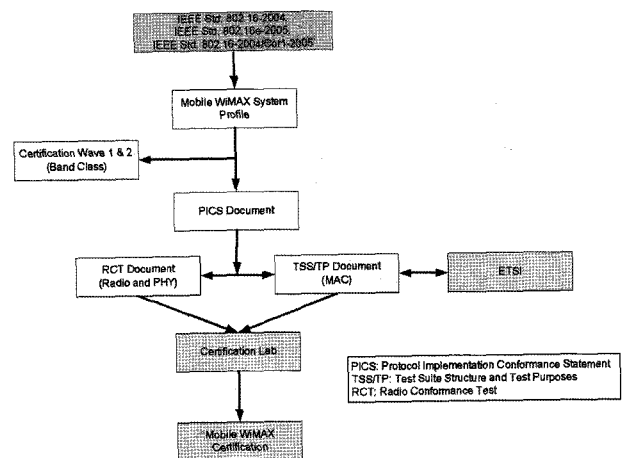 IEEE Std. 802.16-2004,
IEEE Std. 802.16e-2005,
IEEE Std. 802.16-2004/Cor1-2005
Mobile WiMAX System
Profile
Certification Wave 1 & 2
(Band Class)
PICS Document
RCT Document
(Radio and PHY)
TSS/TP Document
(MAC)
ETSI
Certification Lab
PICS: Protocol Implementation Conformance Statement
TSS/TP: Test Suite Structure and Test Purposes
RCT: Radio Conformance Test
Mobile WiMAX
Certification